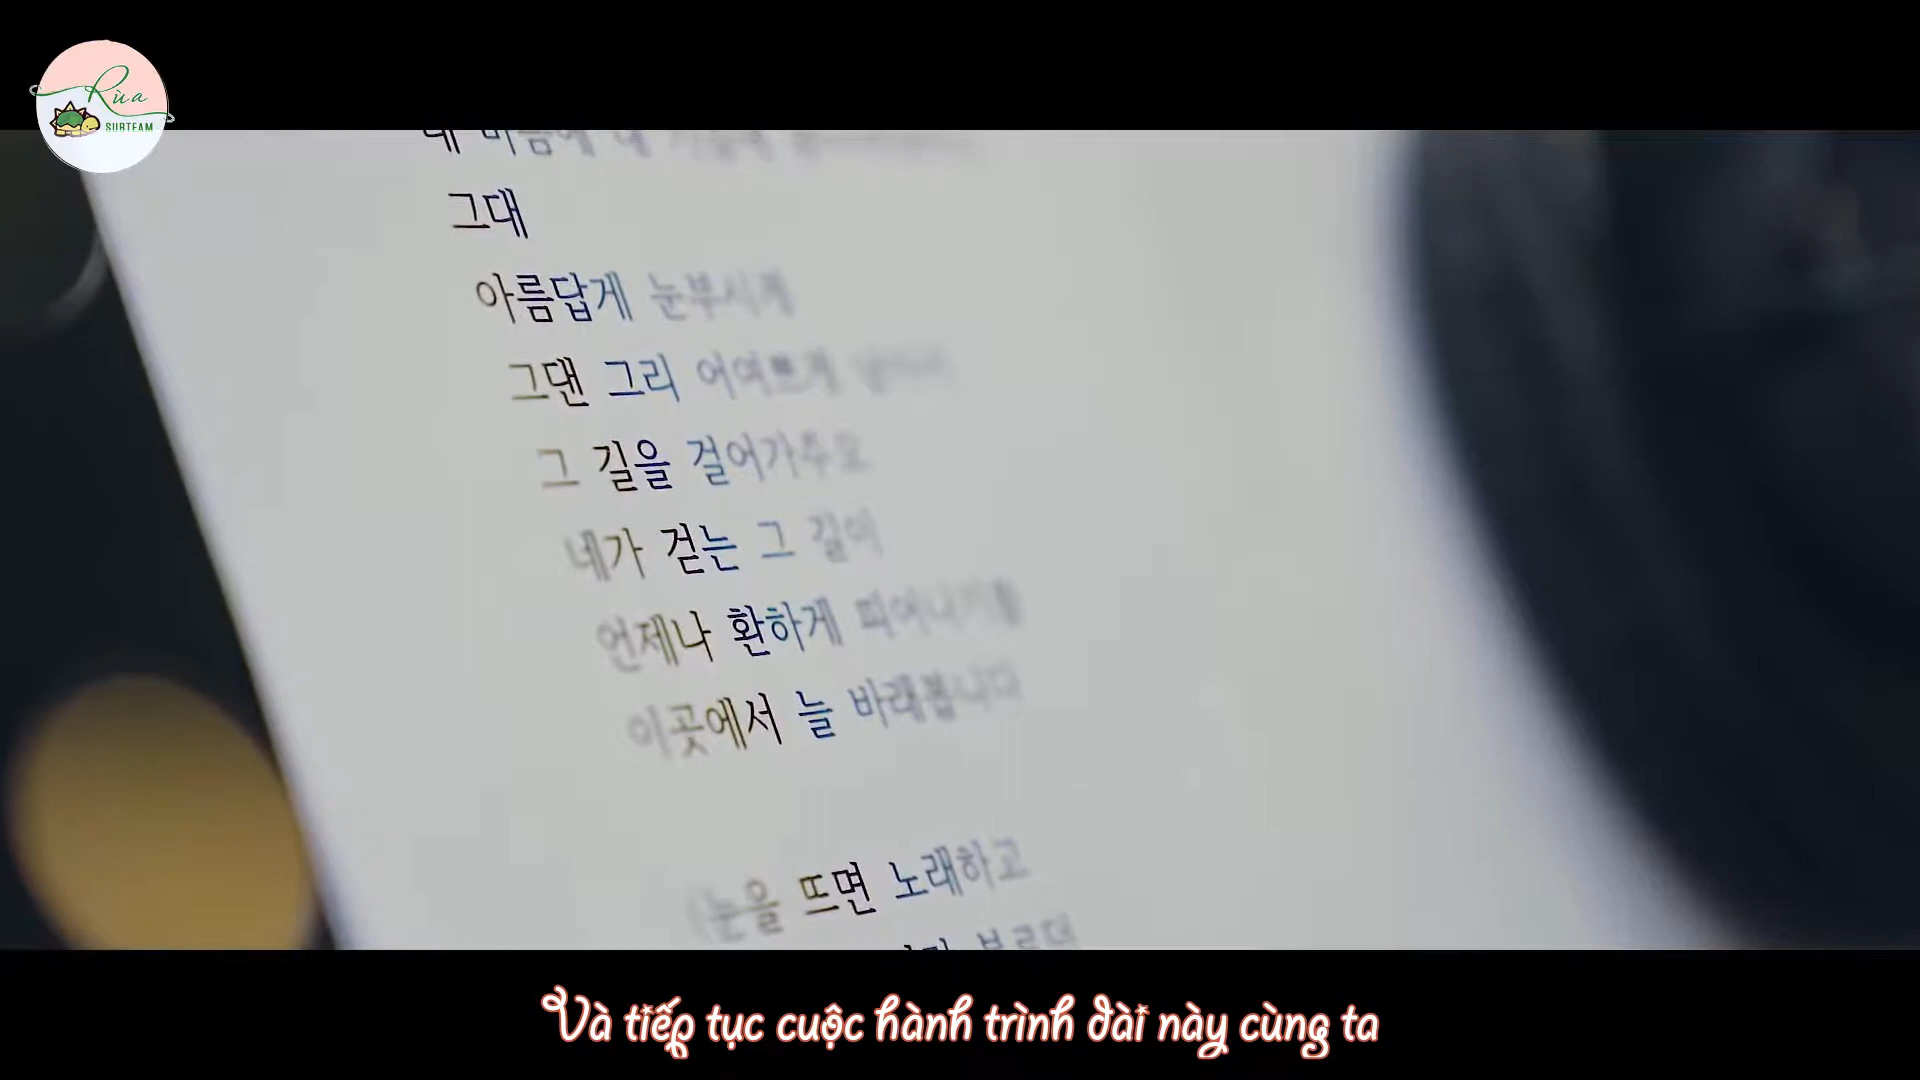 Rùa
SUBTEAM
그대
아름답게 눈부시게
그댄 그리 어여쁘게
그 길을 걸어가주오
네가 걷는 그 길이
언제나 환하게 피어나기를
이곳에서 늘 바래봅니다
(눈을 뜨면 노래하고
Và tiếp tục cuộc hành trình dài này cùng ta